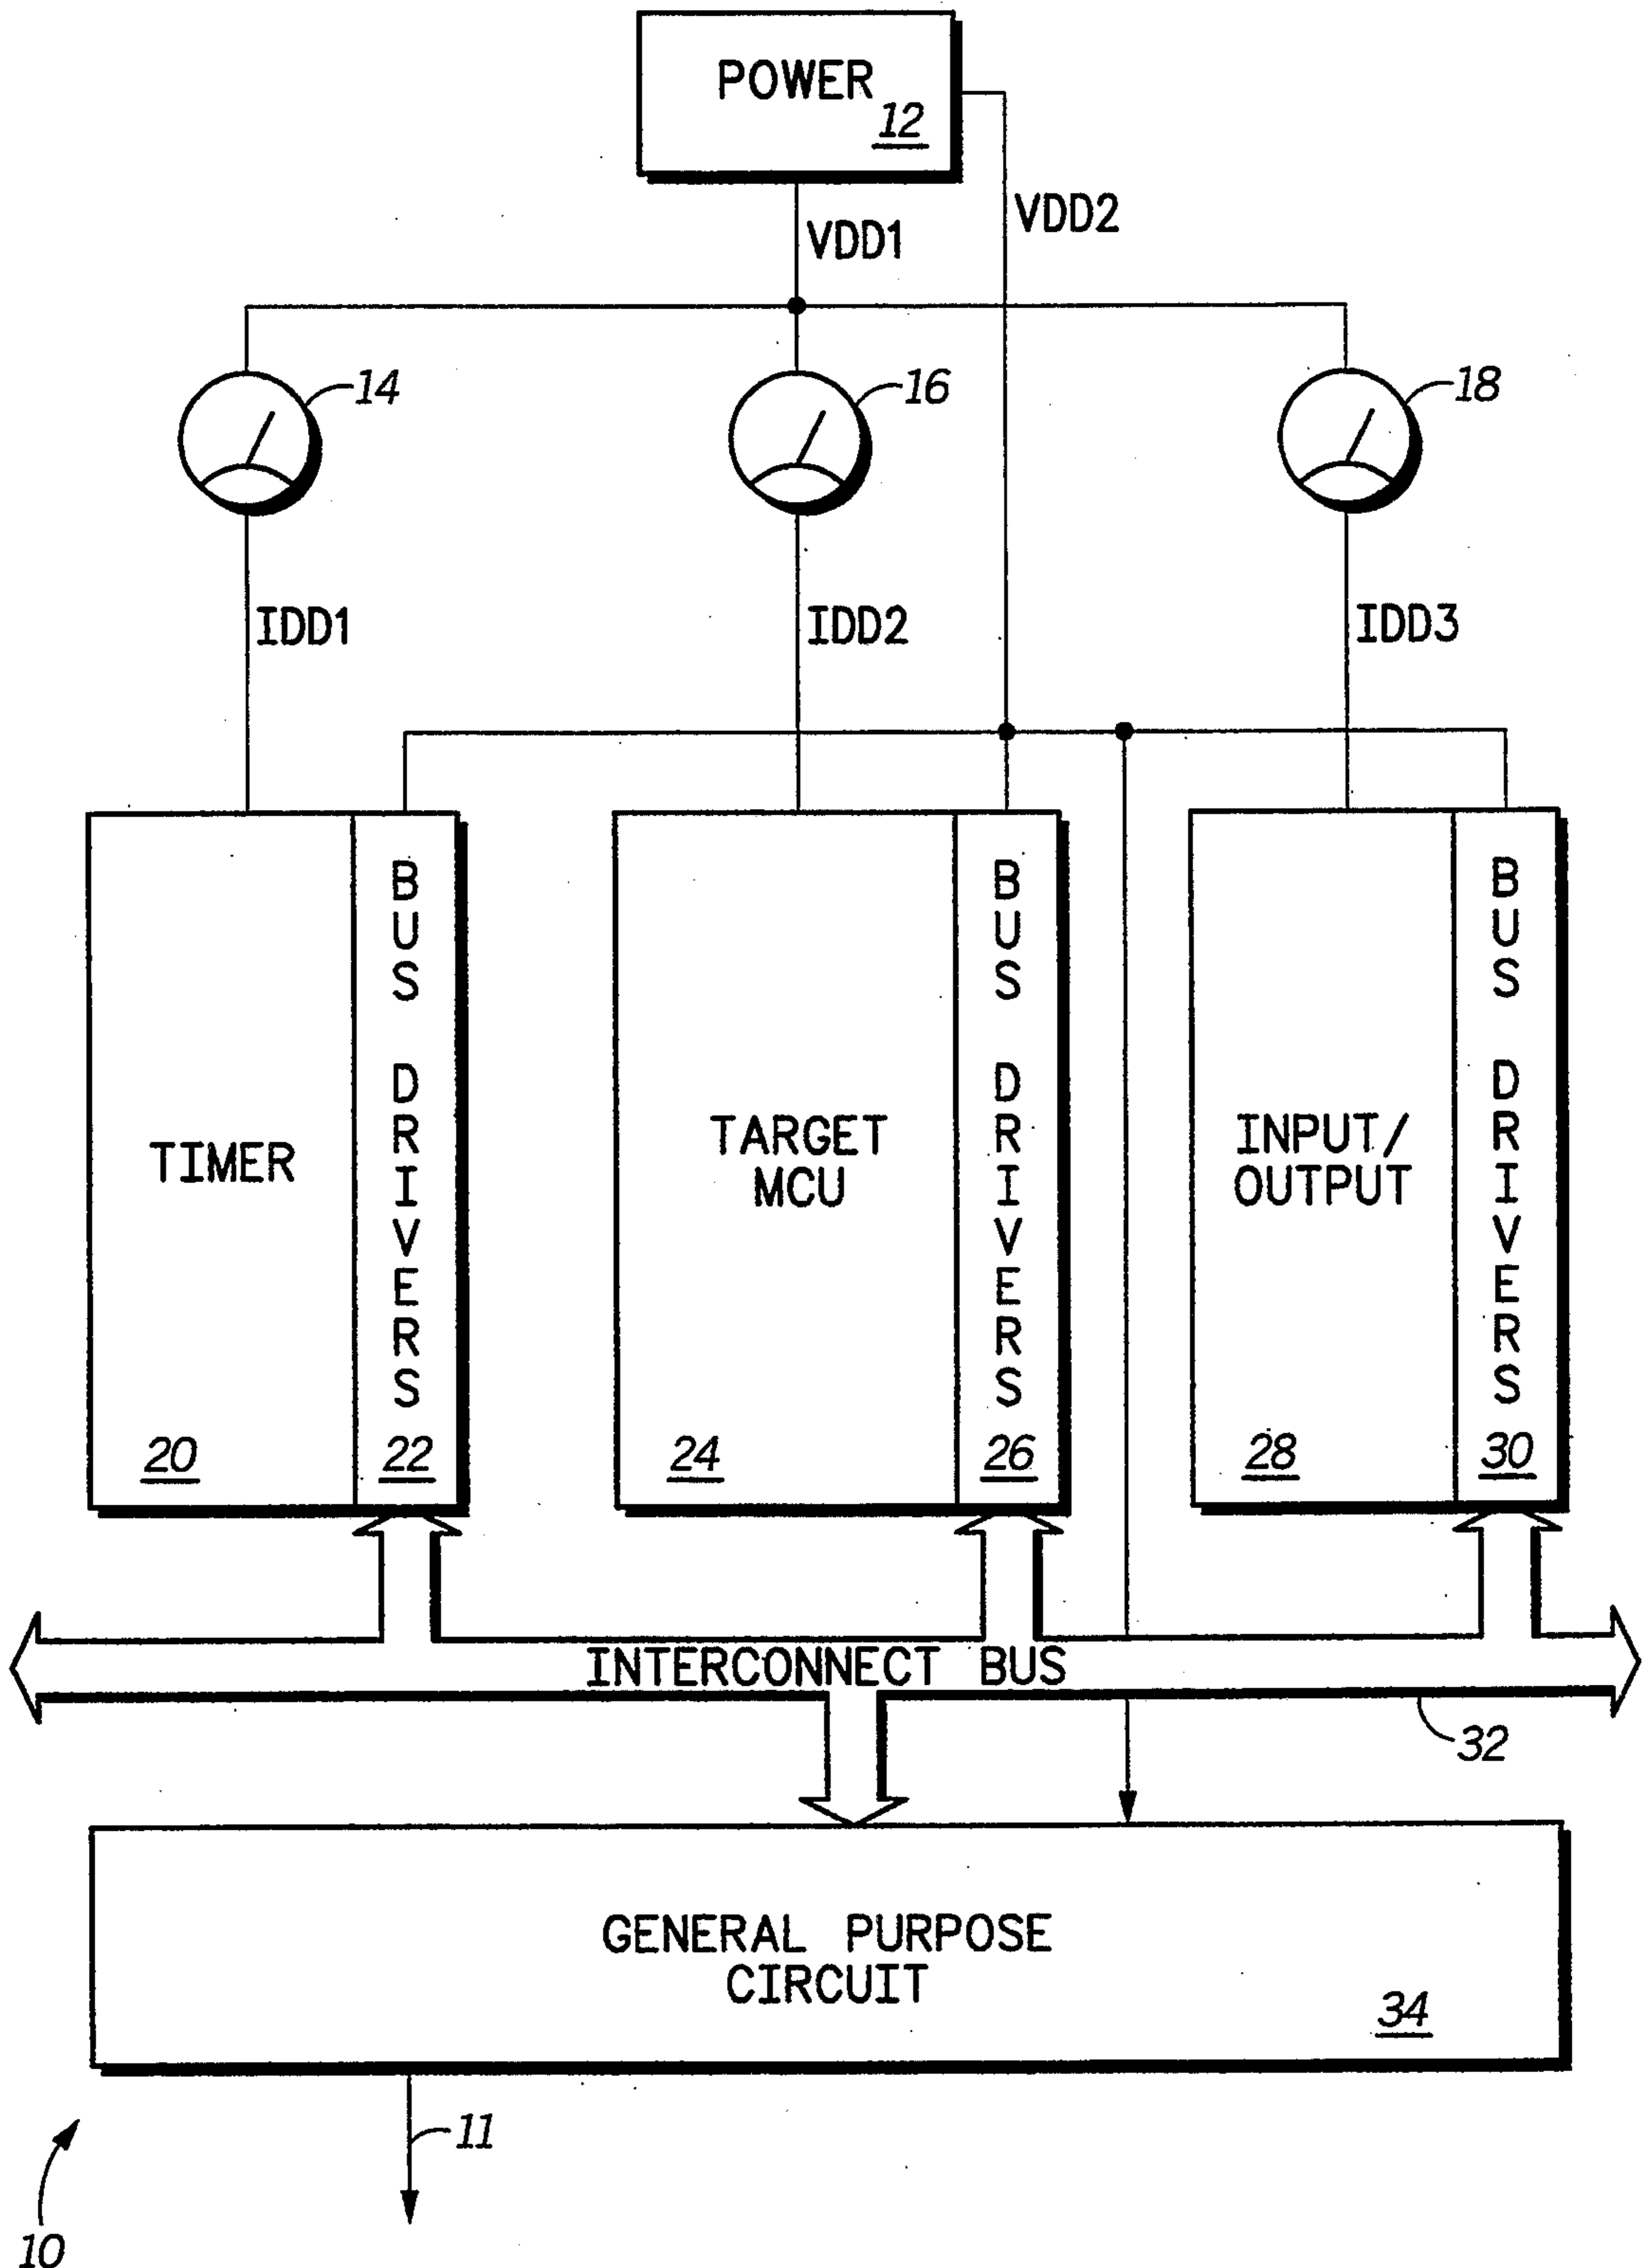 POWER
12
VDD1
VDD2
14
16
18
IDD1
IDD2
IDD3
TIMER
20
BUS DRIVERS
22
TARGET
MCU
24
BUS DRIVERS
26
INPUT/
OUTPUT
28
BUS DRIVERS
30
INTERCONNECT BUS
32
GENERAL PURPOSE
CIRCUIT
34
11
10